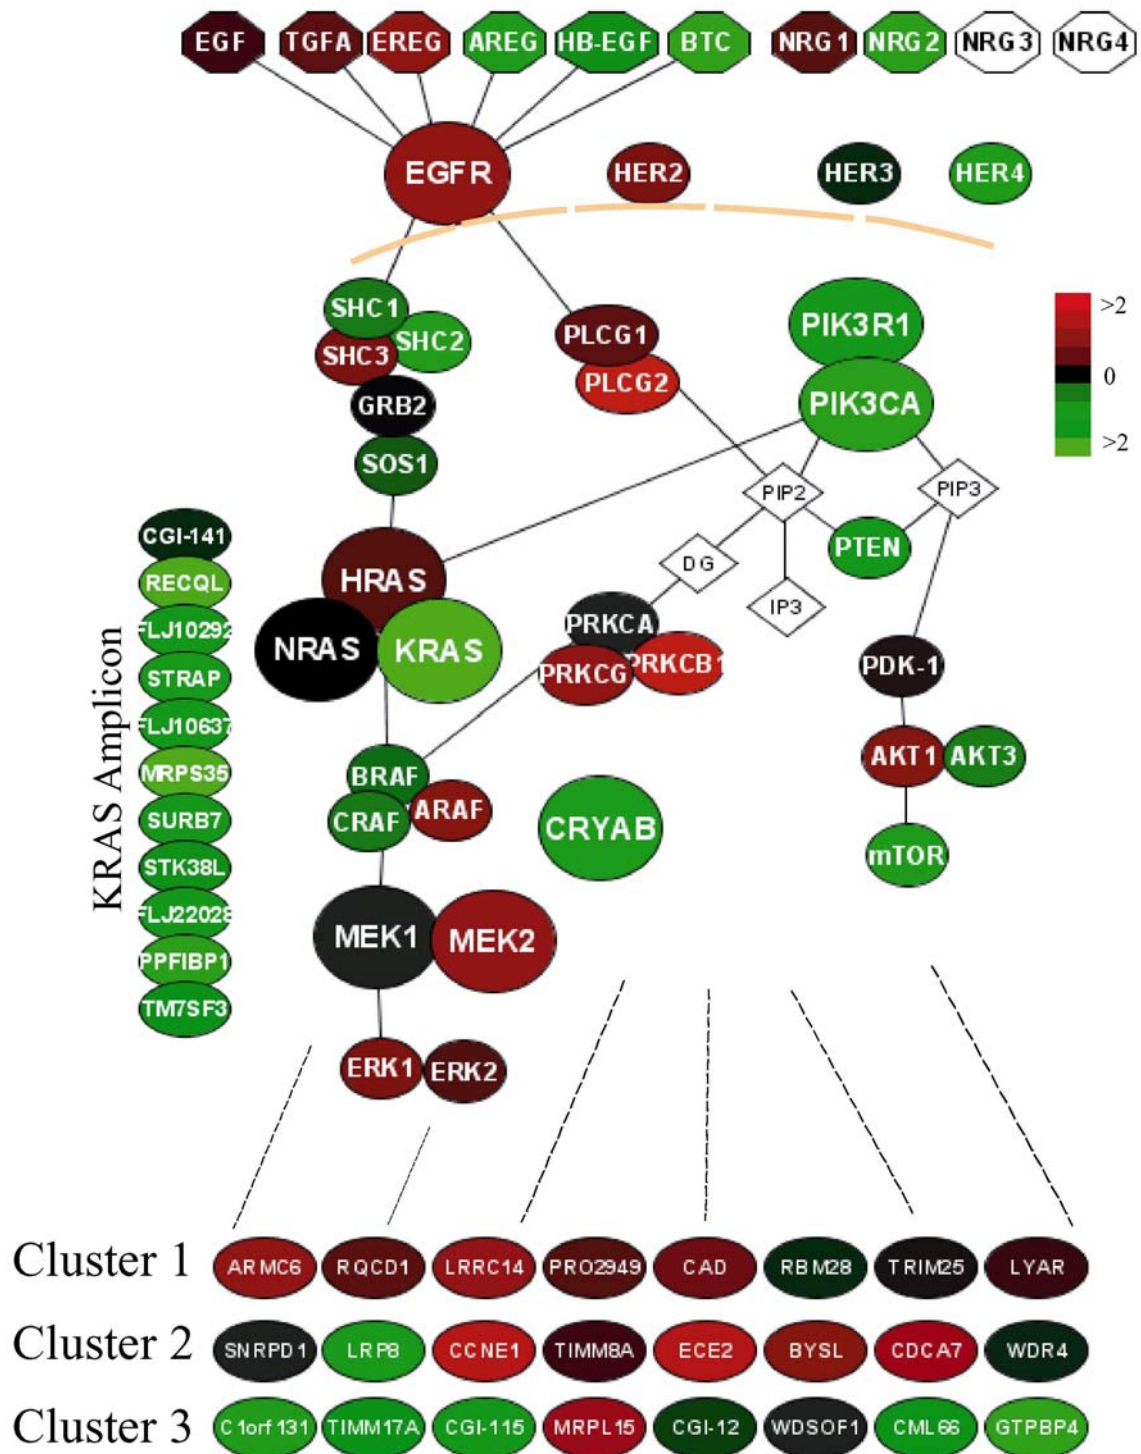 EGF TGFA EREG AREG HB-EGF BTC NRG1 NRG2 NRG3 NRG4
EGFR HER2 HER3 HER4
SHC1
SHC2
SHC3
GRB2
SOS1
PLCG1
PLCG2
PIK3R1
PIK3CA
>2
0
>2
PIP2
PIP3
PTEN
DG
IP3
HRAS
NRAS
KRAS
PRKCA
PRKCG
PRKCB1
PDK-1
AKT1 AKT3
mTOR
KRAS Amplicon
CGI-141
RECQL
FLJ10292
STRAP
FLJ10637
MRPS35
SURB7
STK38L
FLJ22028
PPFIBP1
TM7SF3
BRAF
CRAF
ARAF
CRYAB
MEK1 MEK2
ERK1 ERK2
Cluster 1 ARMC6 RQCD1 LRRC14 PRO2949 CAD RBM28 TRIM25 LYAR
Cluster 2 SNRPD1 LRP8 CCNE1 TIMM8A ECE2 BYSL CDCA7 WDR4
Cluster 3 C1orf131 TIMM17A CGI-115 MRPL15 CGI-12 WDSOF1 CML66 GTPBP4